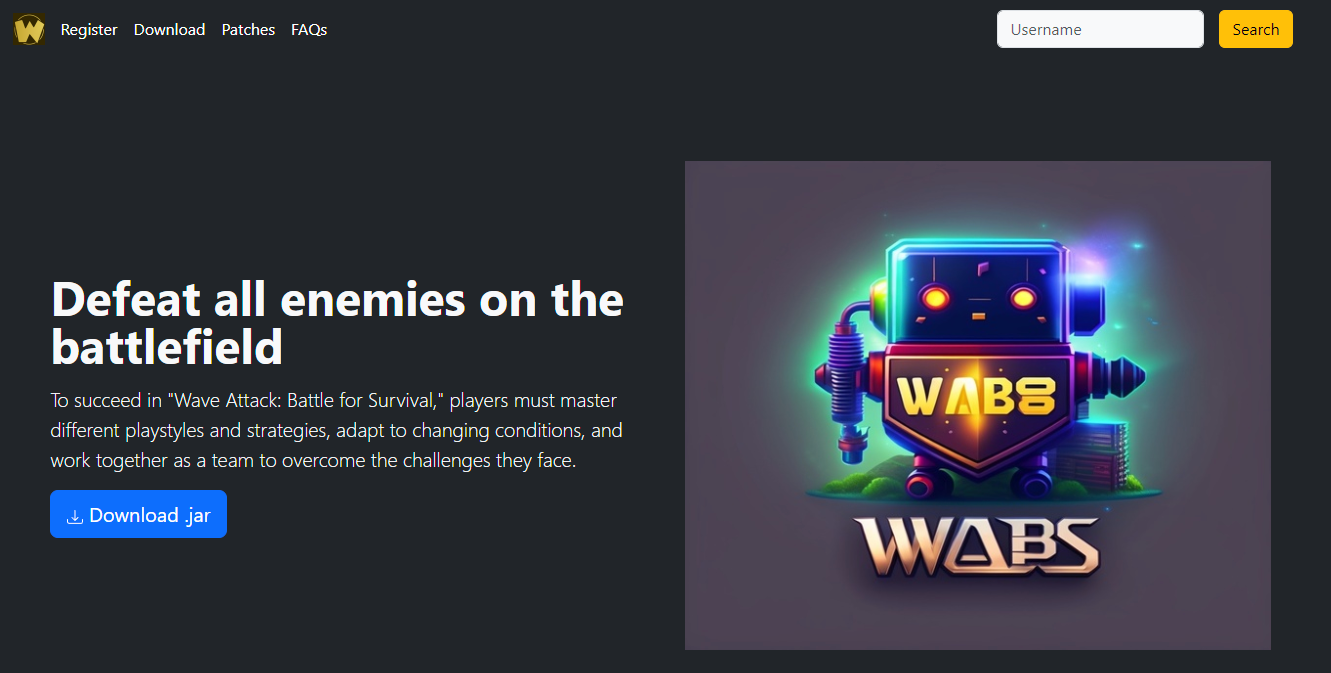 W Register Download Patches FAQs Username Search
Defeat all enemies on the
battlefield
To succeed in "Wave Attack: Battle for Survival," players must master
different playstyles and strategies, adapt to changing conditions, and
work together as a team to overcome the challenges they face.
Download .jar
WAB8
WABS